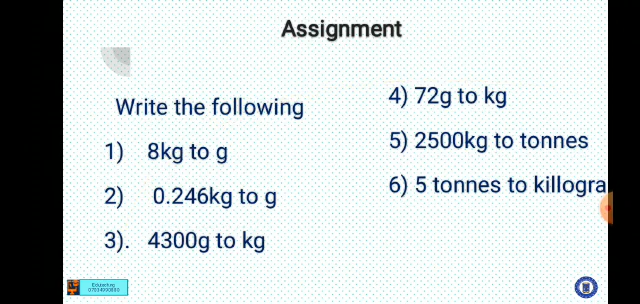 Assignment
Write the following
1) 8kg to g
2) 0.246kg to g
3). 4300g to kg
4) 72g to kg
5) 2500kg to tonnes
6) 5 tonnes to killogra